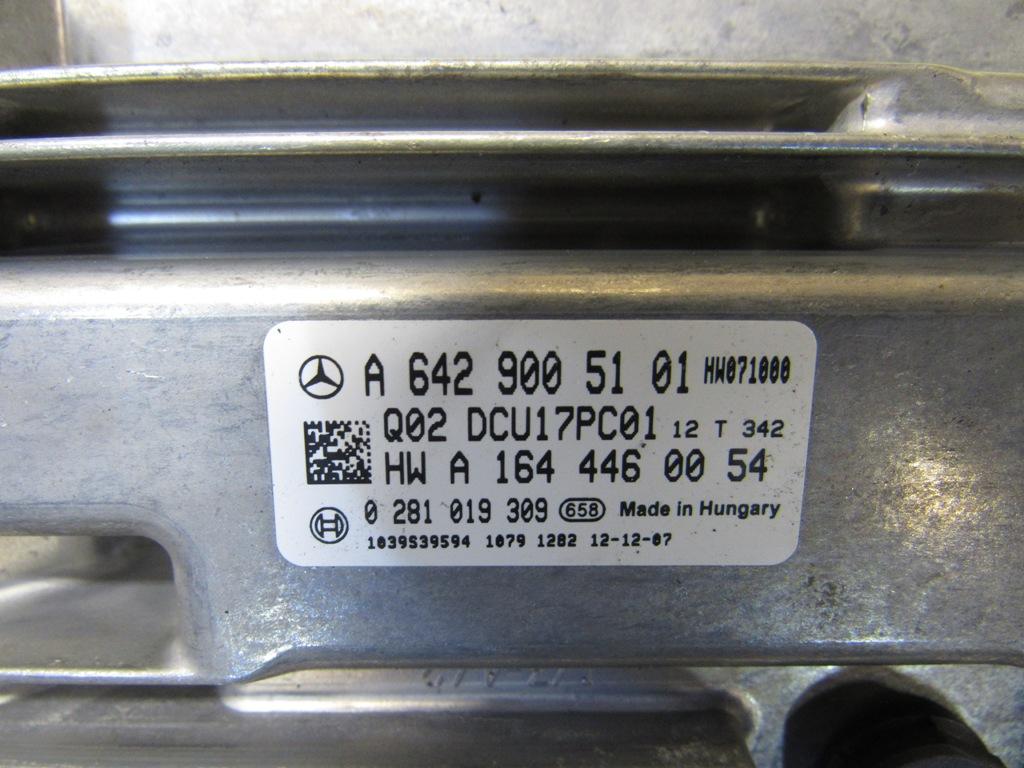 A 642 900 51 01 HW071000
Q02 DCU17PC01 12 T 342
HW A 164 446 00 54
0 281 019 309 658 Made in Hungary
1039S39594 1079 1282 12-12-07